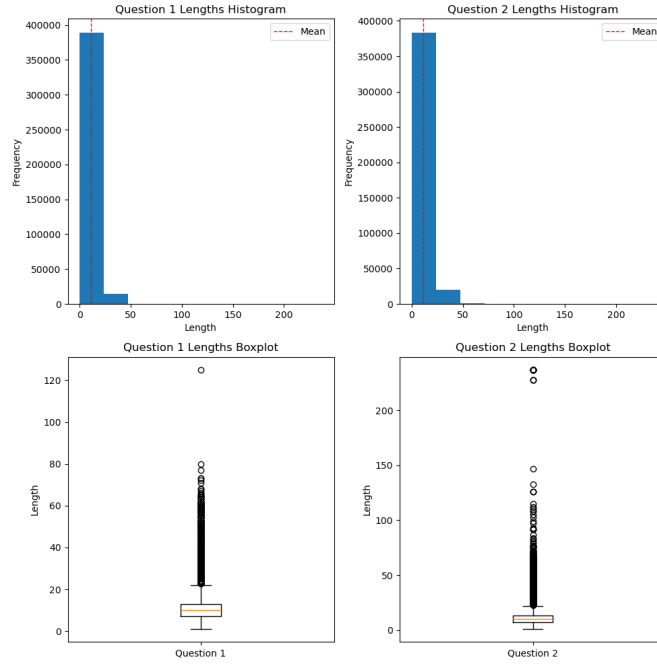 Question 1 Lengths Histogram
Mean
400000
350000
300000
250000
200000
150000
100000
50000
0
Frequency
0 50 100 150 200
Length
Question 2 Lengths Histogram
Mean
400000
350000
300000
250000
200000
150000
100000
50000
0
Frequency
0 50 100 150 200
Length
Question 1 Lengths Boxplot
120
100
80
60
40
20
0
Length
Question 1
Question 2 Lengths Boxplot
200
150
100
50
0
Length
Question 2